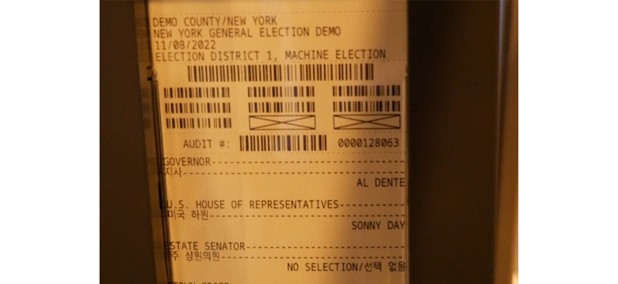 DEMO COUNTY/NEW YORK
NEW YORK GENERAL ELECTION DEMO
11/08/2022
ELECTION DISTRICT 1, MACHINE ELECTION
AUDIT #: 0000128063
GOVERNOR
지사
AL DENTE
U.S. HOUSE OF REPRESENTATIVES
미국 하원
SONNY DAY
STATE SENATOR
주 상원의원
NO SELECTION/선택 없음